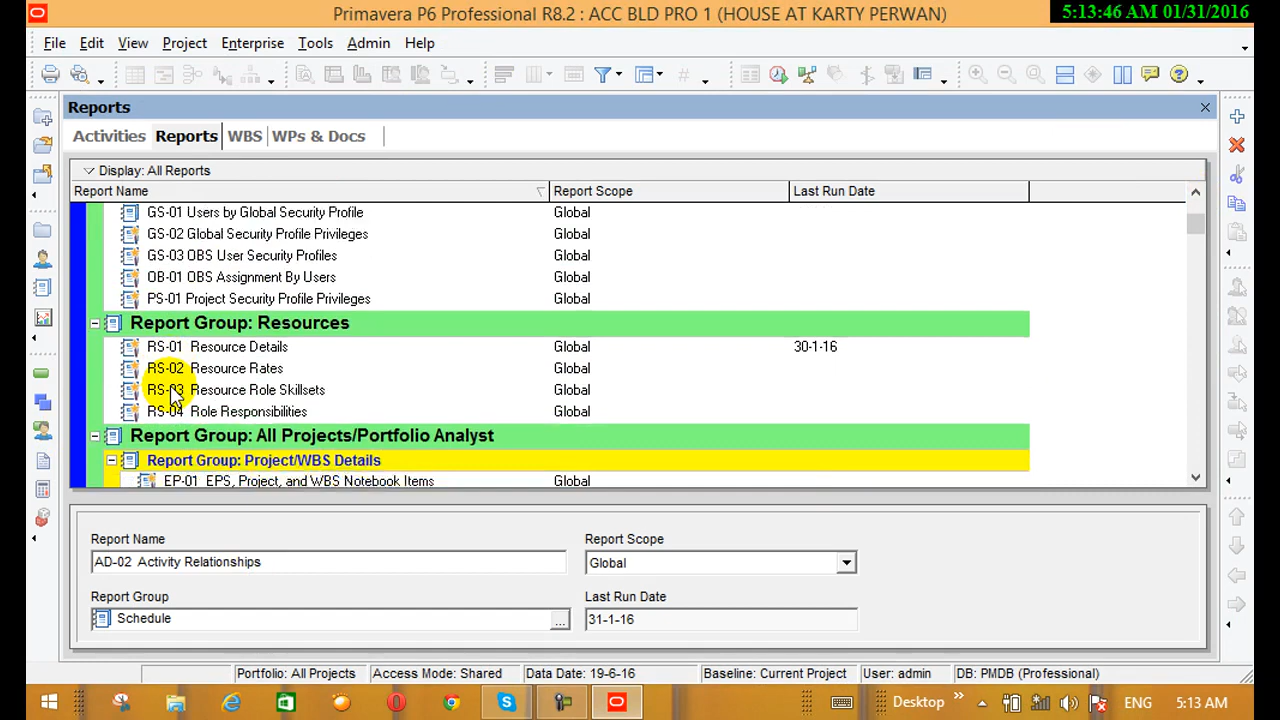 Primavera P6 Professional R8.2 : ACC BLD PRO 1 (HOUSE AT KARTY PERWAN)
5:13:46 AM 01/31/2016
File Edit View Project Enterprise Tools Admin Help
Reports
Activities Reports WBS WPs & Docs
Display: All Reports
Report Name Report Scope Last Run Date
GS-01 Users by Global Security Profile Global
GS-02 Global Security Profile Privileges Global
GS-03 OBS User Security Profiles Global
OB-01 OBS Assignment By Users Global
PS-01 Project Security Profile Privileges Global
Report Group: Resources
RS-01 Resource Details Global 30-1-16
RS-02 Resource Rates Global
RS-03 Resource Role Skillsets Global
RS-04 Role Responsibilities Global
Report Group: All Projects/Portfolio Analyst
Report Group: Project/WBS Details
EP-01 EPS, Project, and WBS Notebook Items Global
Report Name Report Scope
AD-02 Activity Relationships Global
Report Group Last Run Date
Schedule ... 31-1-16
Portfolio: All Projects Access Mode: Shared Data Date: 19-6-16 Baseline: Current Project User: admin DB: PMDB (Professional)
Desktop ENG 5:13 AM